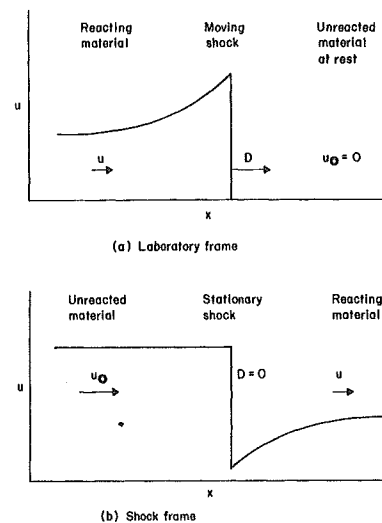 Reacting material
Moving shock
Unreacted material at rest
u
u
D
u₀ = 0
x
(a) Laboratory frame
Unreacted material
Stationary shock
Reacting material
u
u₀
D = 0
u
x
(b) Shock frame